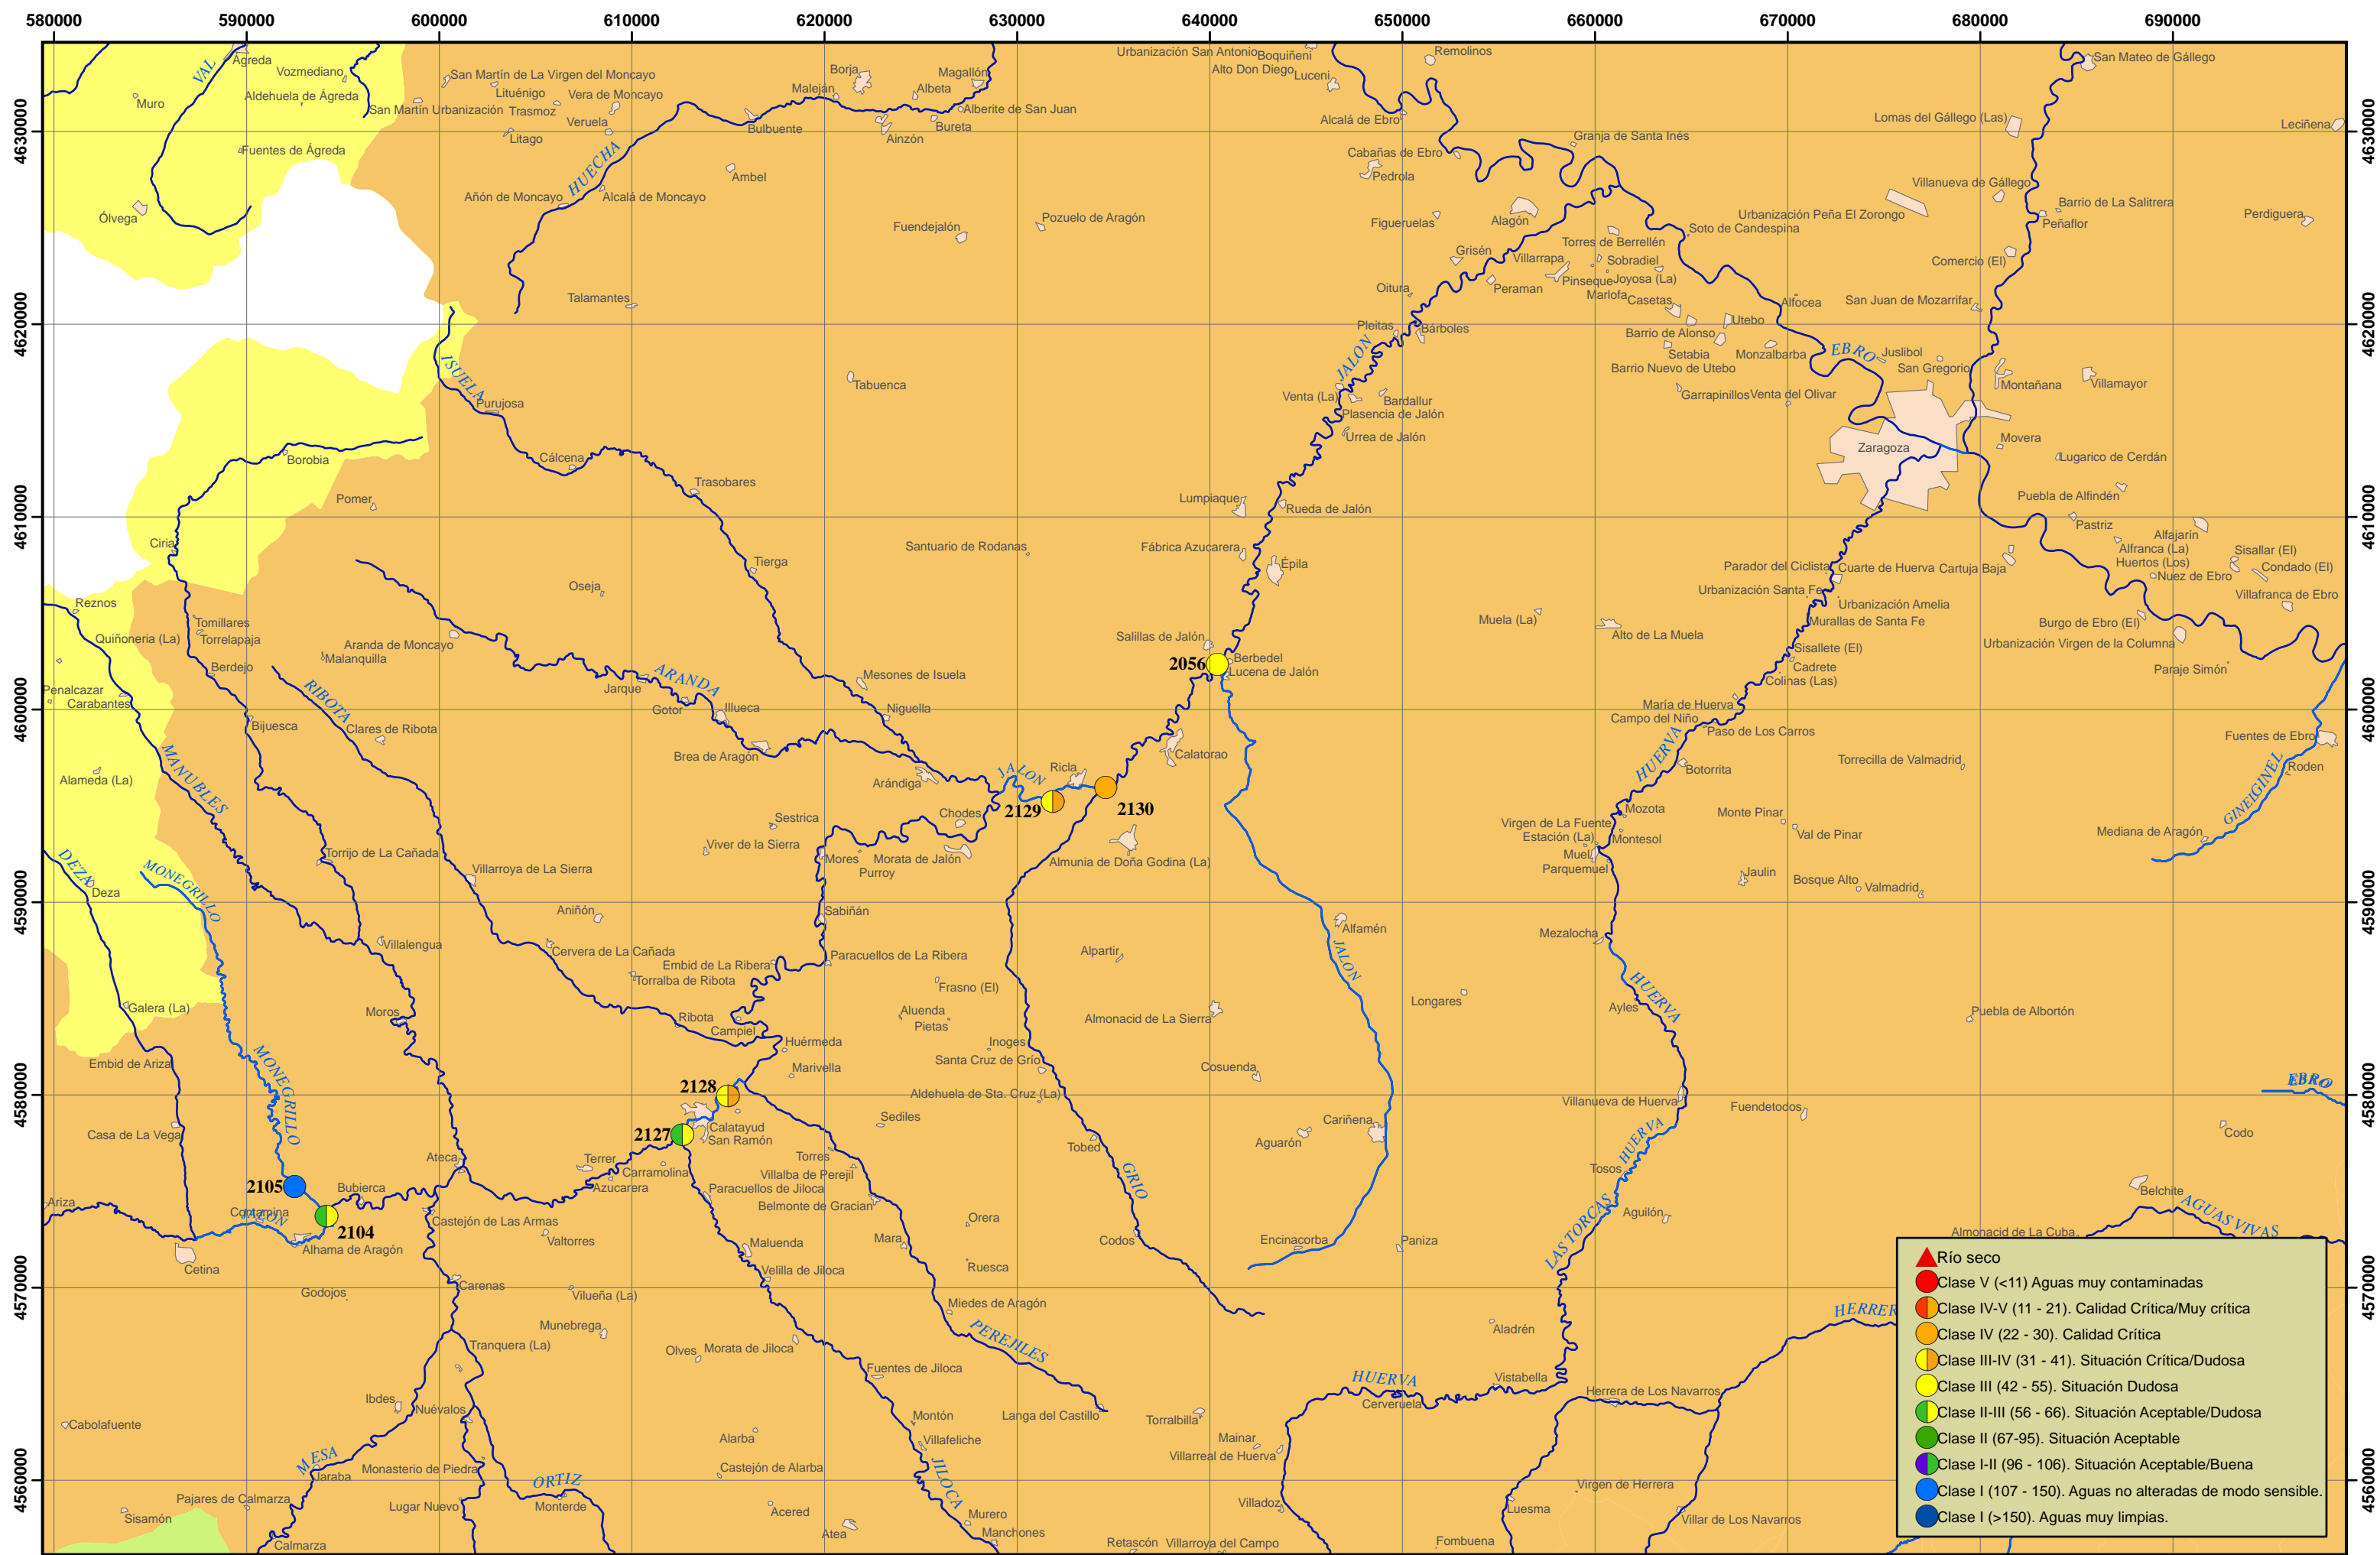 580000 590000 600000 610000 620000 630000 640000 650000 660000 670000 680000 690000
4630000 4630000
4620000 4620000
4610000 4610000
4600000 4600000
4590000 4590000
4580000 4580000
4570000 4570000
4560000 4560000
VAL
Ágreda
Vozmediano
Aldehuela de Ágreda
Muro
Fuentes de Ágreda
Ólvega
San Martín de La Virgen del Moncayo
Lituénigo
Vera de Moncayo
San Martín Urbanización
Trasmoz
Veruela
Litago
HUECHA
Añón de Moncayo
Alcalá de Moncayo
Talamantes
Borja
Maleján
Albeta
Magallón
Alberite de San Juan
Bulbuente
Ainzón
Bureta
Ambel
Fuendejalón
Pozuelo de Aragón
Tabuenca
Urbanización San Antonio
Boquiñeni
Remolinos
Alto Don Diego
Luceni
Alcalá de Ebro
Cabañas de Ebro
Pedrola
Granja de Santa Inés
Figueruelas
Alagón
Grisén
Torres de Berrellén
Soto de Candespina
Villarrapa
Sobradiel
Pinseque
Joyosa (La)
Peraman
Oitura
Marlofa
Casetas
Alfocea
Pleitas
Bárboles
Utebo
Barrio de Alonso
Setabia
Monzalbarba
Barrio Nuevo de Utebo
Garrapinillos
Venta del Olivar
EBRO
Juslibol
San Gregorio
San Mateo de Gállego
Lomas del Gállego (Las)
Leciñena
Villanueva de Gállego
Barrio de La Salitrera
Urbanización Peña El Zorongo
Peñaflor
Perdiguera
Comercio (El)
San Juan de Mozarrifar
Montañana
Villamayor
Zaragoza
Movera
Lugarico de Cerdán
Puebla de Alfindén
Pastriz
Alfajarín
Alfranca (La)
Huertos (Los)
Nuez de Ebro
Sisallar (El)
Condado (El)
Villafranca de Ebro
Burgo de Ebro (El)
Urbanización Virgen de la Columna
Paraje Simón
Fuentes de Ebro
Roden
GINEL
GINEL
Mediana de Aragón
JALON
Venta (La)
Bardallur
Plasencia de Jalón
Urrea de Jalón
Lumpiaque
Rueda de Jalón
Fábrica Azucarera
Épila
Santuario de Rodanas
Salillas de Jalón
2056
Berbedel
Lucena de Jalón
Calatorao
Muela (La)
Alto de La Muela
Parador del Ciclista
Cuarte de Huerva
Cartuja Baja
Urbanización Santa Fe
Urbanización Amelia
Murallas de Santa Fe
Sisallete (El)
Cadrete
Colinas (Las)
María de Huerva
Campo del Niño
Paso de Los Carros
HUERVA
Botorrita
Torrecilla de Valmadrid
Mozota
Monte Pinar
Virgen de La Fuente
Estación (La)
Montesol
Val de Pinar
Muel
Parquemuel
Jaulin
Bosque Alto
Valmadrid
Mezalocha
HUERVA
Ayles
Longares
Puebla de Albortón
Villanueva de Huerva
Fuendetodos
HUERVA
Tosos
LAS TORCAS
Aguilón
Paniza
EBRO
EBRO
Codo
Belchite
AGUAS VIVAS
Almonacid de La Cuba
ISUELA
Purujosa
Cálcena
Trasobares
Borobia
Pomer
Ciria
Tierga
Oseja
Reznos
Tomillares
Quiñoneria (La)
Torrelapaja
Aranda de Moncayo
Malanquilla
Berdejo
Peñalcazar
Carabantes
RIBOTA
Bijuesca
Clares de Ribota
ARANDA
Jarque
Gotor
Illueca
Brea de Aragón
Mesones de Isuela
Niguella
Arándiga
JALON
Ricla
2129
2130
Alameda (La)
MANUBLES
Sestrica
Chodes
Viver de la Sierra
Mores
Morata de Jalón
Purroy
Almunia de Doña Godina (La)
DEZA
Deza
MONEGRILLO
Torrijo de La Cañada
Villarroya de La Sierra
Aniñón
Sabiñán
Alfamén
JALON
Villalengua
Cervera de La Cañada
Torralba de Ribota
Embid de La Ribera
Paracuellos de La Ribera
Alpartir
Galera (La)
Moros
Ribota
Campiel
Huérmeda
Frasno (El)
Aluenda
Pietas
Almonacid de La Sierra
Inoges
Santa Cruz de Grío
Embid de Ariza
MONEGRILLO
Marivella
2128
Aldehuela de Sta. Cruz (La)
Cosuenda
Cariñena
Aguarón
Casa de La Vega
2127
Calatayud
San Ramón
Sediles
Tobed
Ateca
Terrer
Carramolina
Azucarera
Torres
Villalba de Perejil
Paracuellos de Jiloca
Belmonte de Gracian
GRIO
2105
Bubierca
Ariza
Contamina
JALON
2104
Castejón de Las Armas
Alhama de Aragón
Valtorres
Cetina
Maluenda
Mara
Orera
Codos
Encinacorba
Carenas
Velilla de Jiloca
Ruesca
Godojos
Vilueña (La)
Munebrega
Miedes de Aragón
Tranquera (La)
PEREJILES
Olves
Morata de Jiloca
Fuentes de Jiloca
Aladrén
HERRER
Vistabella
HUERVA
Cerveruela
Herrera de Los Navarros
Ibdes
Nuévalos
Cabolafuente
Langa del Castillo
Torralbilla
Montón
Villafeliche
Alarba
Mainar
Villarreal de Huerva
MESA
Jaraba
Monasterio de Piedra
ORTIZ
Monterde
Castejón de Alarba
JILOCA
Virgen de Herrera
Pajares de Calmarza
Lugar Nuevo
Sisamón
Acered
Atea
Murero
Manchones
Villadoz
Luesma
Villar de Los Navarros
Calmarza
Retascón
Villarroya del Campo
Fombuena
Río seco
Clase V (<11) Aguas muy contaminadas
Clase IV-V (11 - 21). Calidad Crítica/Muy crítica
Clase IV (22 - 30). Calidad Crítica
Clase III-IV (31 - 41). Situación Crítica/Dudosa
Clase III (42 - 55). Situación Dudosa
Clase II-III (56 - 66). Situación Aceptable/Dudosa
Clase II (67-95). Situación Aceptable
Clase I-II (96 - 106). Situación Aceptable/Buena
Clase I (107 - 150). Aguas no alteradas de modo sensible.
Clase I (>150). Aguas muy limpias.